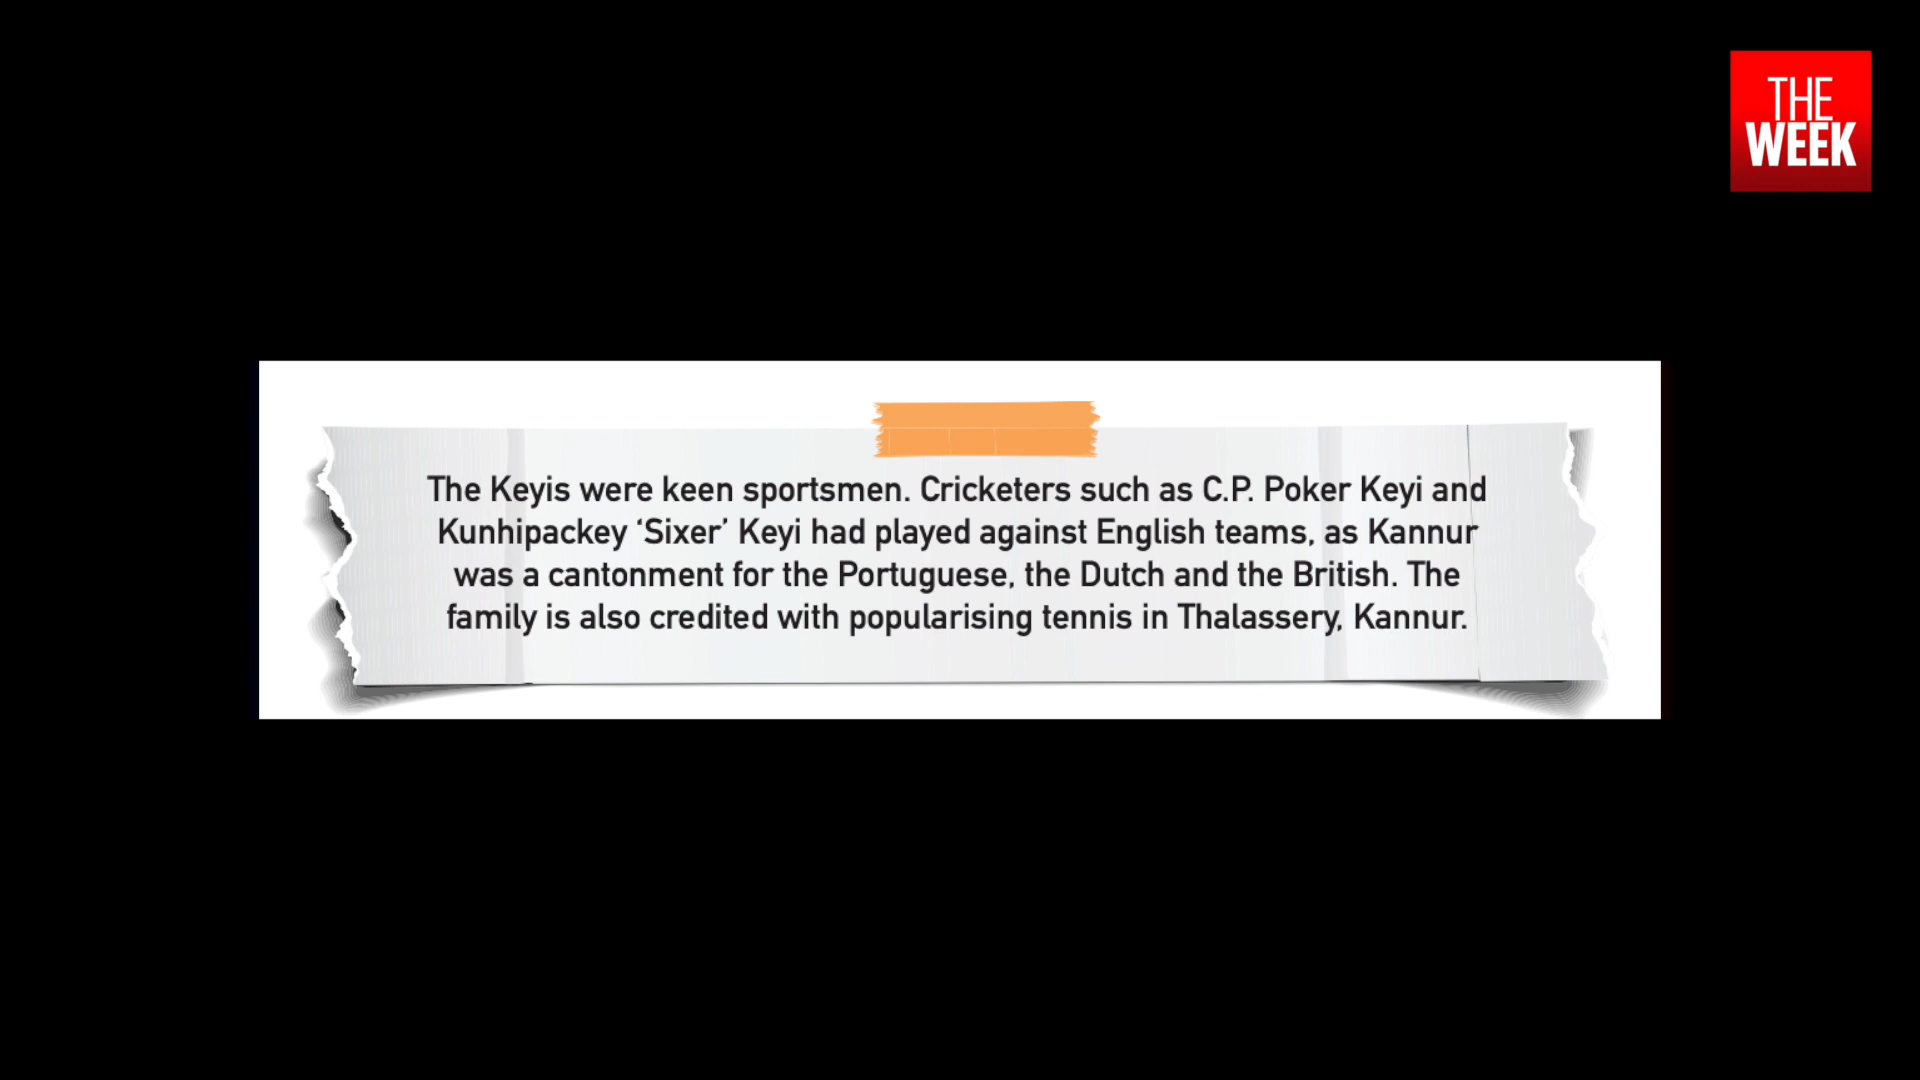 THE
WEEK
The Keyis were keen sportsmen. Cricketers such as C.P. Poker Keyi and
Kunhipackey ‘Sixer’ Keyi had played against English teams, as Kannur
was a cantonment for the Portuguese, the Dutch and the British. The
family is also credited with popularising tennis in Thalassery, Kannur.